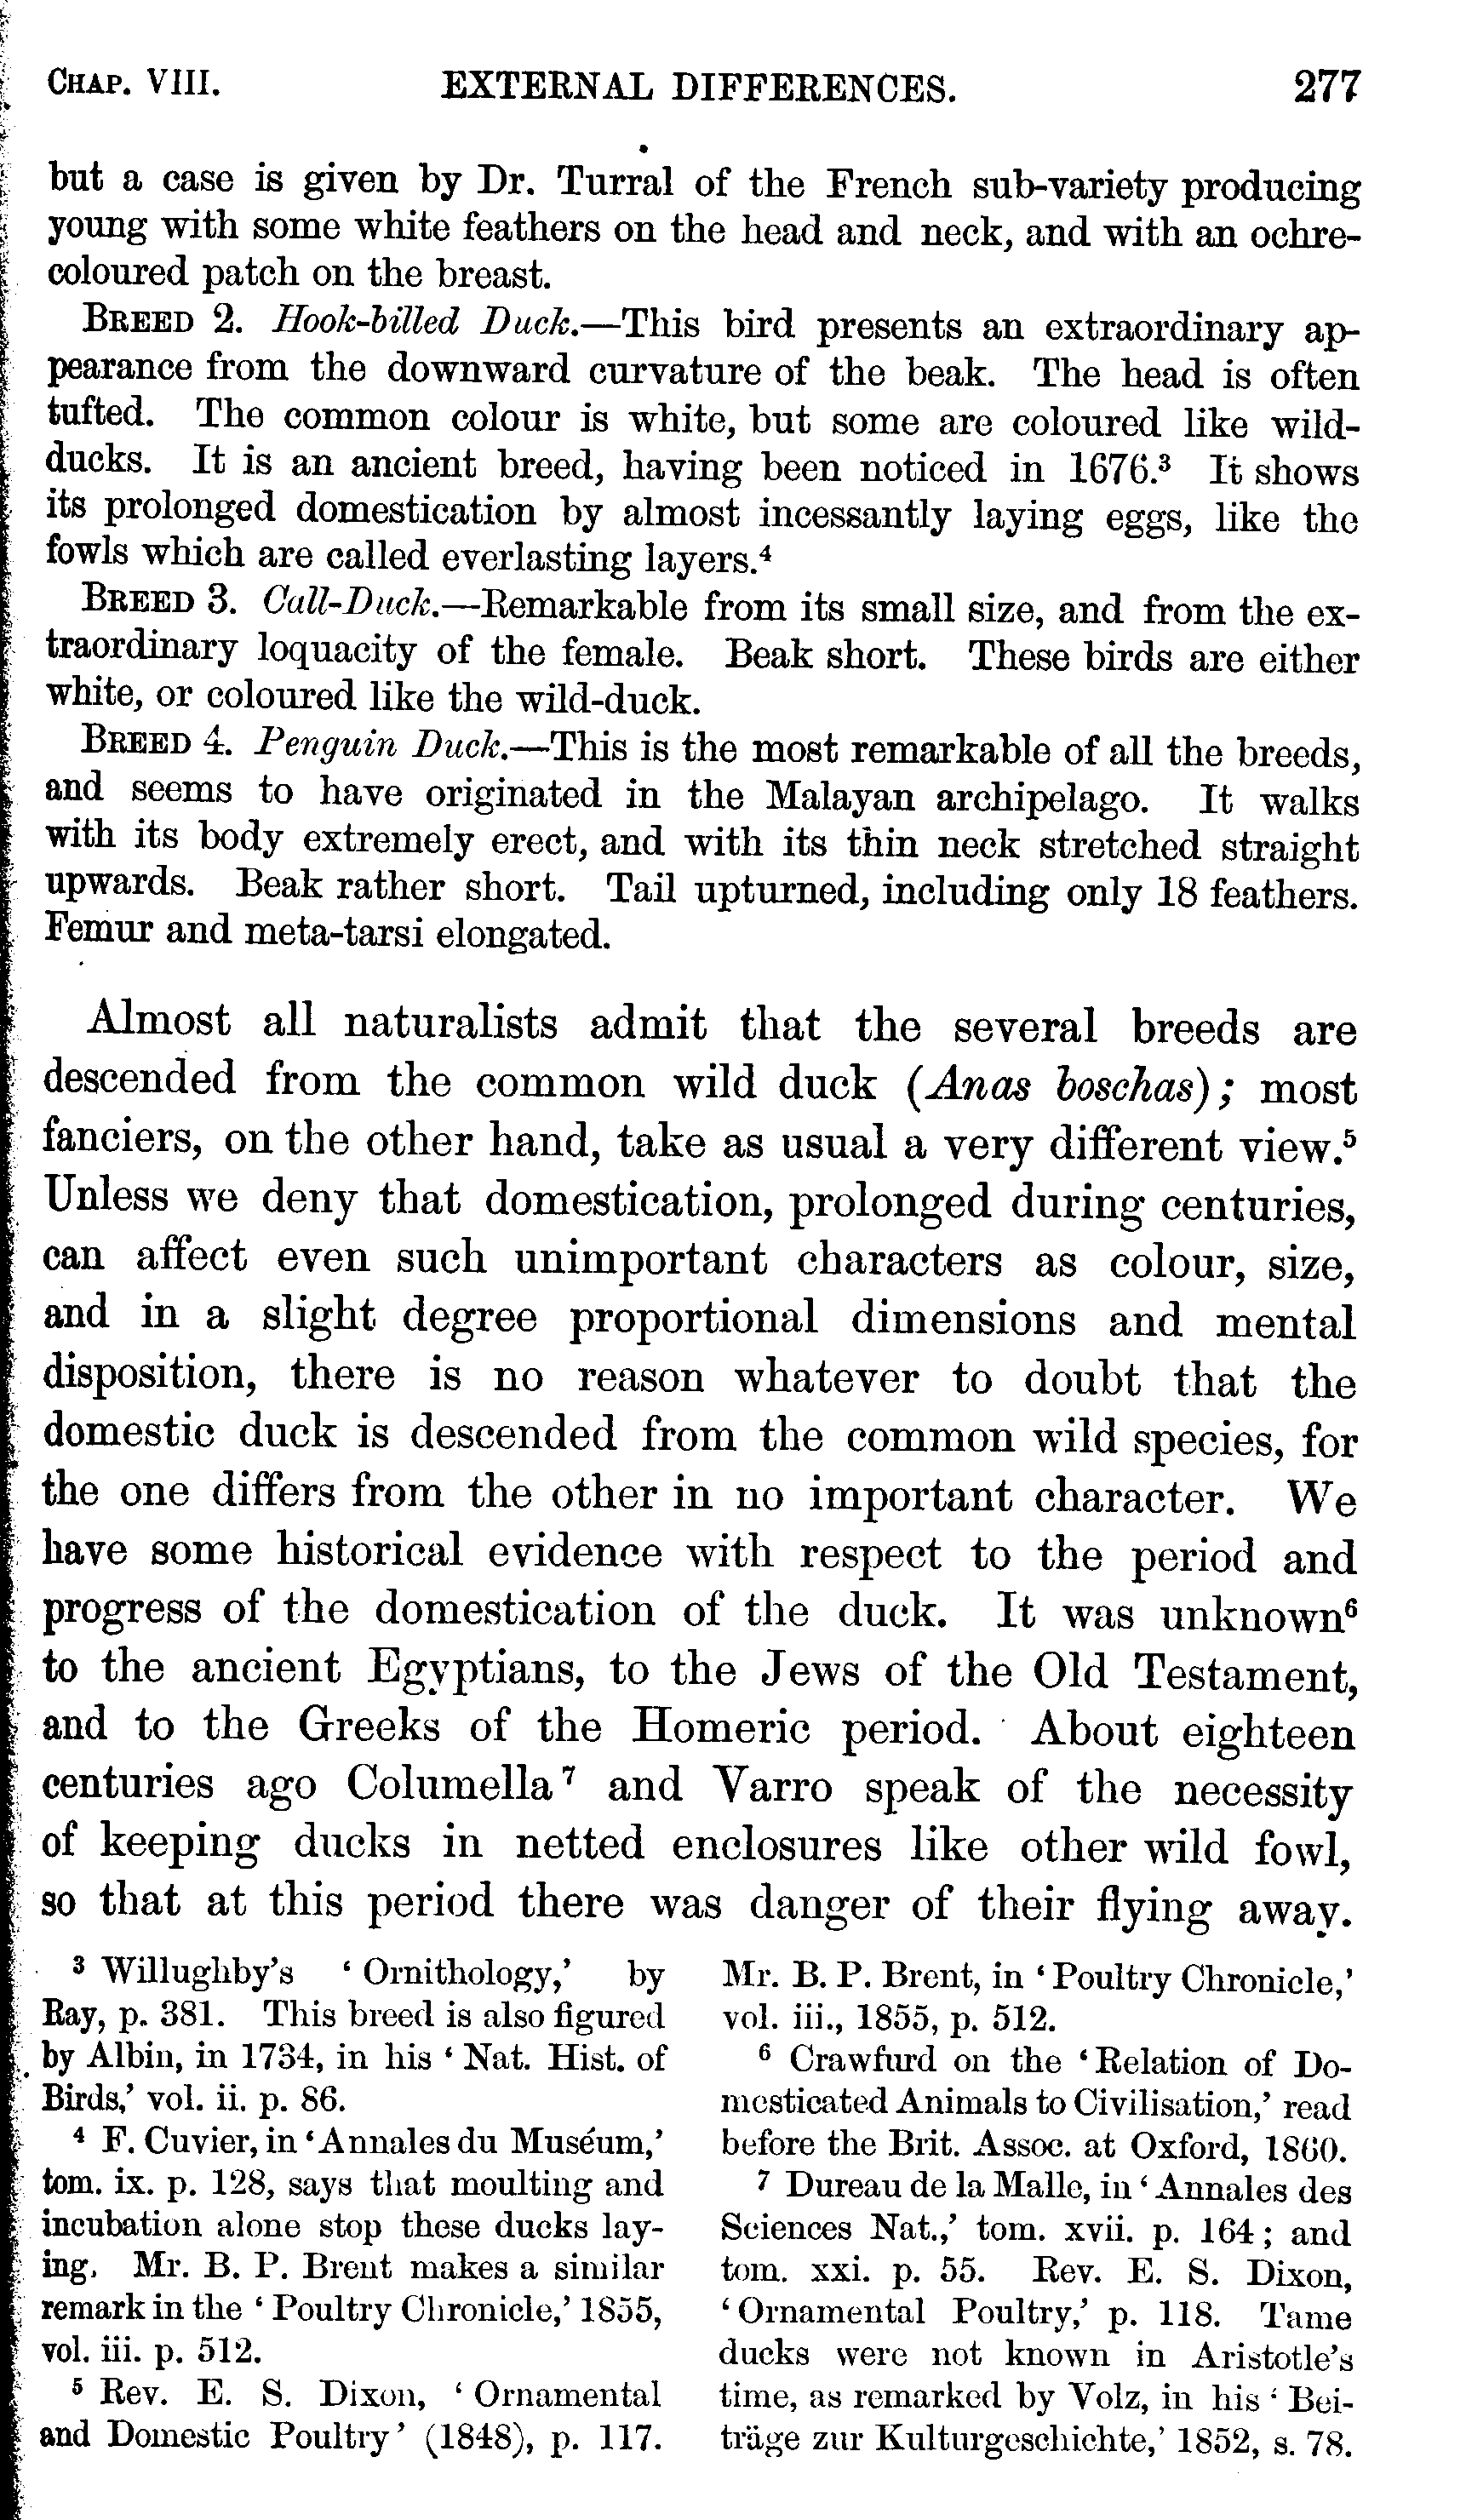 CHAP. VIII. EXTERNAL DIFFERENCES. 277
but a case is given by Dr. Turral of the French sub-variety producing
young with some white feathers on the head and neck, and with an ochre-
coloured patch on the breast.
BREED 2. Hook-billed Duck.—This bird presents an extraordinary ap-
pearance from the downward curvature of the beak. The head is often
tufted. The common colour is white, but some are coloured like wild-
ducks. It is an ancient breed, having been noticed in 1676.³ It shows
its prolonged domestication by almost incessantly laying eggs, like the
fowls which are called everlasting layers.⁴
BREED 3. Call-Duck.—Remarkable from its small size, and from the ex-
traordinary loquacity of the female. Beak short. These birds are either
white, or coloured like the wild-duck.
BREED 4. Penguin Duck.—This is the most remarkable of all the breeds,
and seems to have originated in the Malayan archipelago. It walks
with its body extremely erect, and with its thin neck stretched straight
upwards. Beak rather short. Tail upturned, including only 18 feathers.
Femur and meta-tarsi elongated.
Almost all naturalists admit that the several breeds are
descended from the common wild duck (Anas boschas); most
fanciers, on the other hand, take as usual a very different view.⁵
Unless we deny that domestication, prolonged during centuries,
can affect even such unimportant characters as colour, size,
and in a slight degree proportional dimensions and mental
disposition, there is no reason whatever to doubt that the
domestic duck is descended from the common wild species, for
the one differs from the other in no important character. We
have some historical evidence with respect to the period and
progress of the domestication of the duck. It was unknown⁶
to the ancient Egyptians, to the Jews of the Old Testament,
and to the Greeks of the Homeric period. About eighteen
centuries ago Columella⁷ and Varro speak of the necessity
of keeping ducks in netted enclosures like other wild fowl,
so that at this period there was danger of their flying away.
³ Willughby's 'Ornithology,' by
Ray, p. 381. This breed is also figured
by Albin, in 1734, in his 'Nat. Hist. of
Birds,' vol. ii. p. 86.
⁴ F. Cuvier, in 'Annales du Muséum,'
tom. ix. p. 128, says that moulting and
incubation alone stop these ducks lay-
ing. Mr. B. P. Brent makes a similar
remark in the 'Poultry Chronicle,' 1855,
vol. iii. p. 512.
⁵ Rev. E. S. Dixon, 'Ornamental
and Domestic Poultry' (1848), p. 117.
Mr. B. P. Brent, in 'Poultry Chronicle,'
vol. iii., 1855, p. 512.
⁶ Crawfurd on the 'Relation of Do-
mesticated Animals to Civilisation,' read
before the Brit. Assoc. at Oxford, 1860.
⁷ Dureau de la Malle, in 'Annales des
Sciences Nat.,' tom. xvii. p. 164; and
tom. xxi. p. 55. Rev. E. S. Dixon,
'Ornamental Poultry,' p. 118. Tame
ducks were not known in Aristotle's
time, as remarked by Volz, in his 'Bei-
träge zur Kulturgeschichte,' 1852, s. 78.